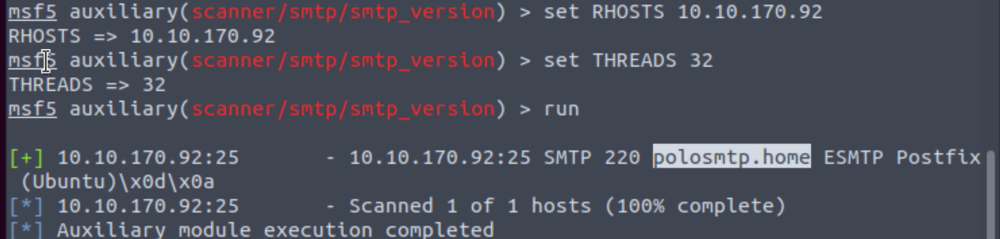 msf5 auxiliary(scanner/smtp/smtp_version) > set RHOSTS 10.10.170.92
RHOSTS => 10.10.170.92
msf5 auxiliary(scanner/smtp/smtp_version) > set THREADS 32
THREADS => 32
msf5 auxiliary(scanner/smtp/smtp_version) > run
[+] 10.10.170.92:25 - 10.10.170.92:25 SMTP 220 polosmtp.home ESMTP Postfix
(Ubuntu)\x0d\x0a
[*] 10.10.170.92:25 - Scanned 1 of 1 hosts (100% complete)
[*] Auxiliary module execution completed